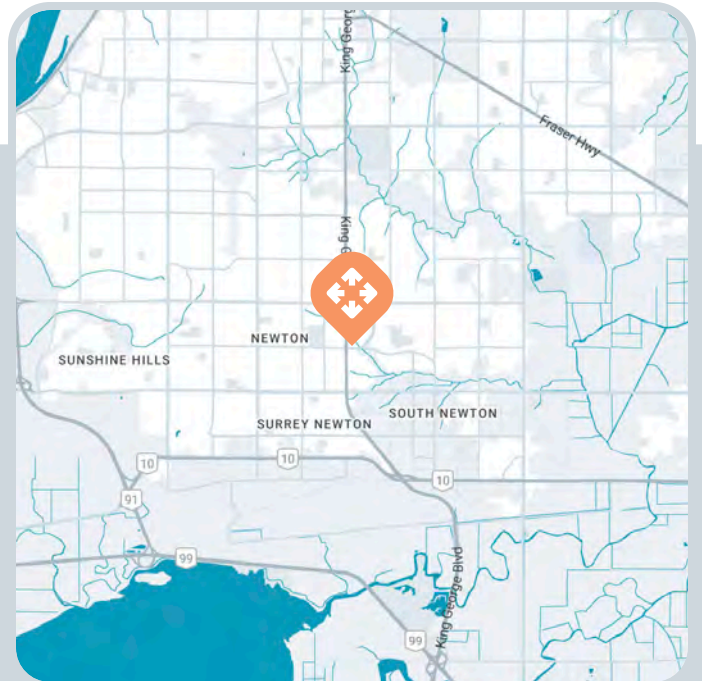 King Georg
Fraser Hwy
King G
NEWTON
SUNSHINE HILLS
SOUTH NEWTON
SURREY NEWTON
10
10
10
91
99
King George Blvd
99